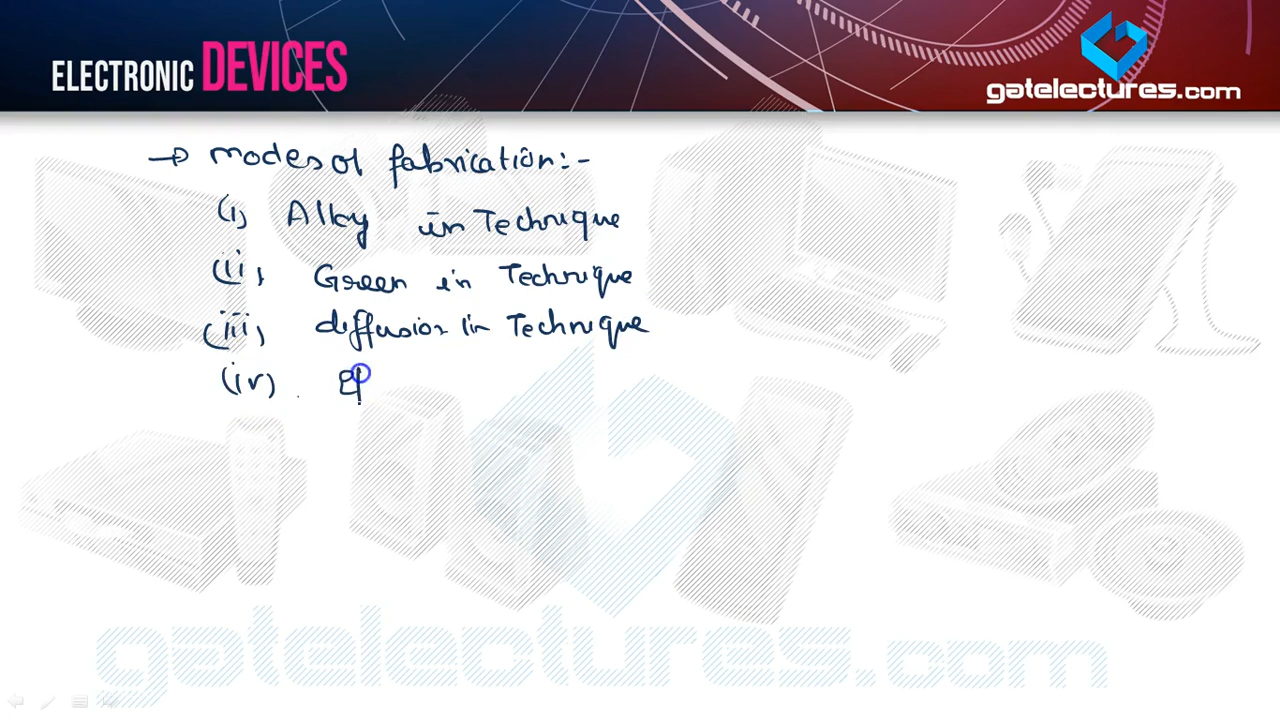 ELECTRONIC DEVICES
gatelectures.com
→ modes of fabrication:-
(i) Alloy in Technique
(ii) Green in Technique
(iii) diffusion in Technique
(iv) Ep
gatelectures.com